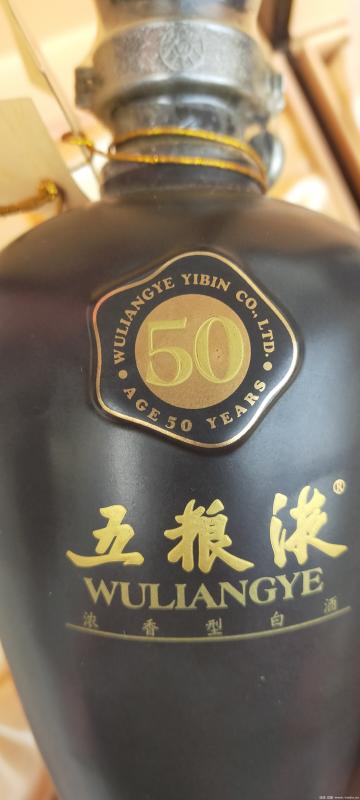 WULIANGYE YIBIN CO., LTD.
50
AGE 50 YEARS
五粮液®
WULIANGYE
浓香型白酒